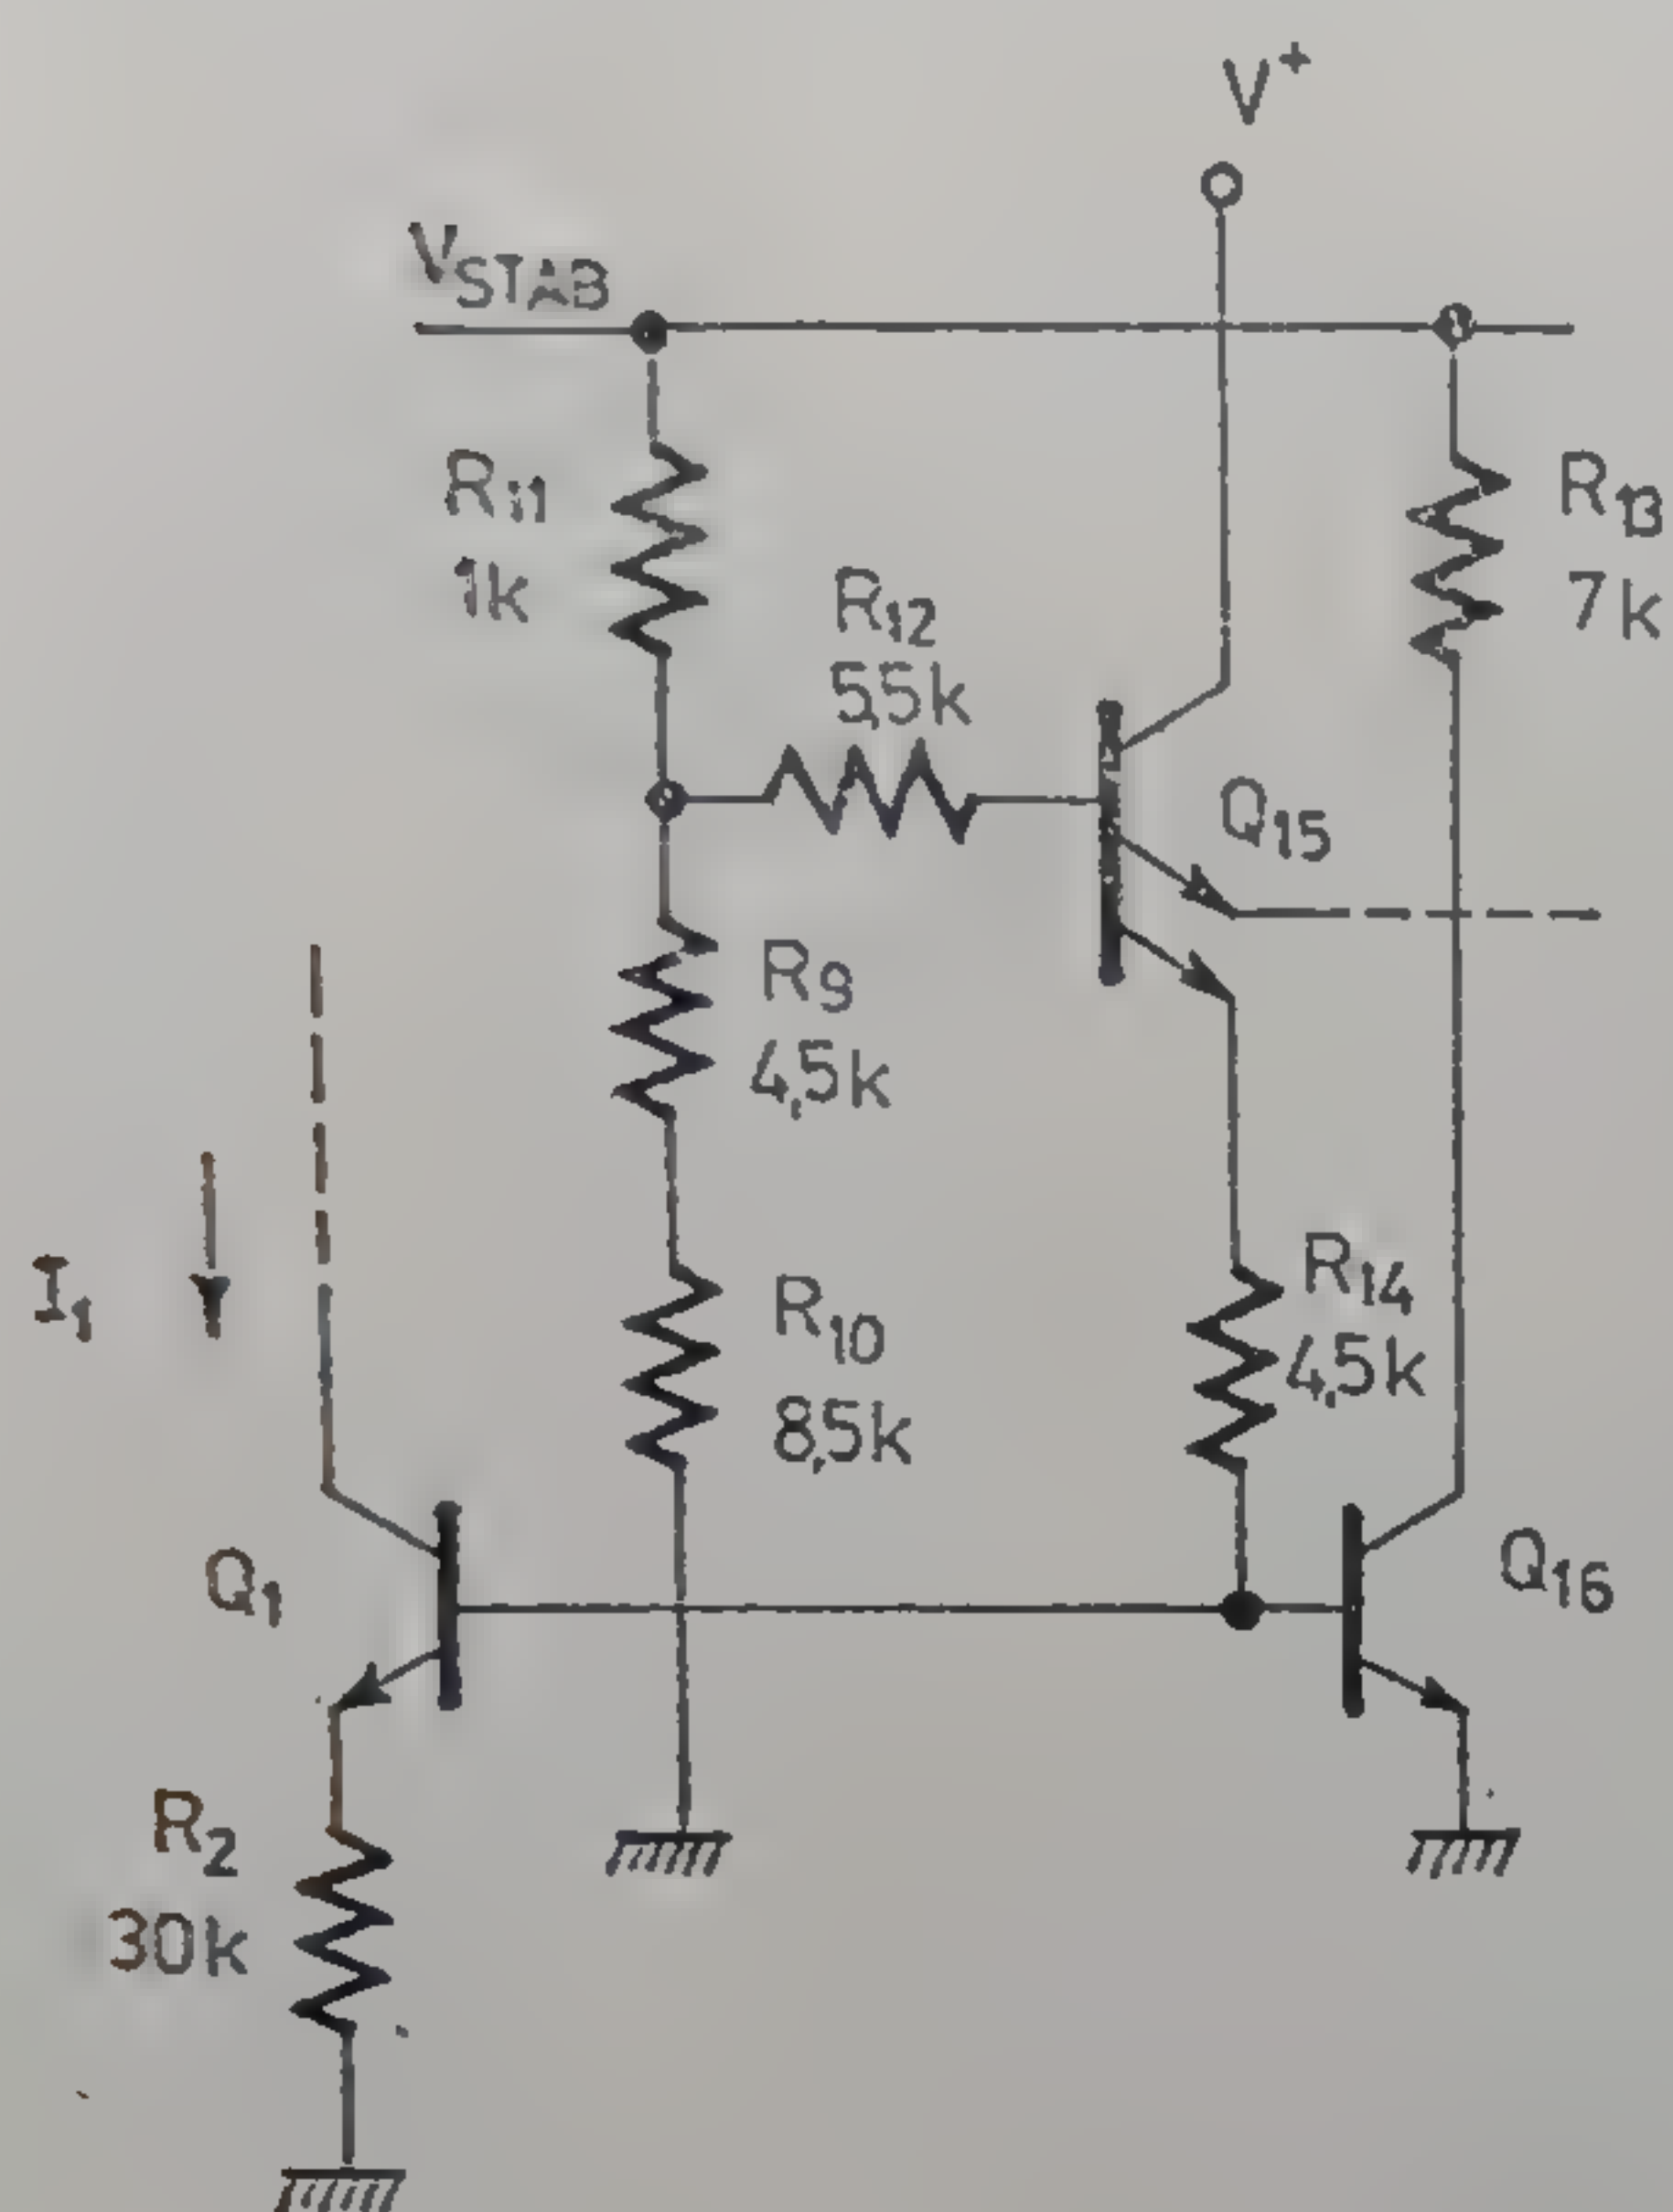 V+
VSTAB
R11
1k
R12
5,5k
R13
7k
Q15
R9
4,5k
I1
R10
8,5k
R14
4,5k
Q1
Q16
R2
30k